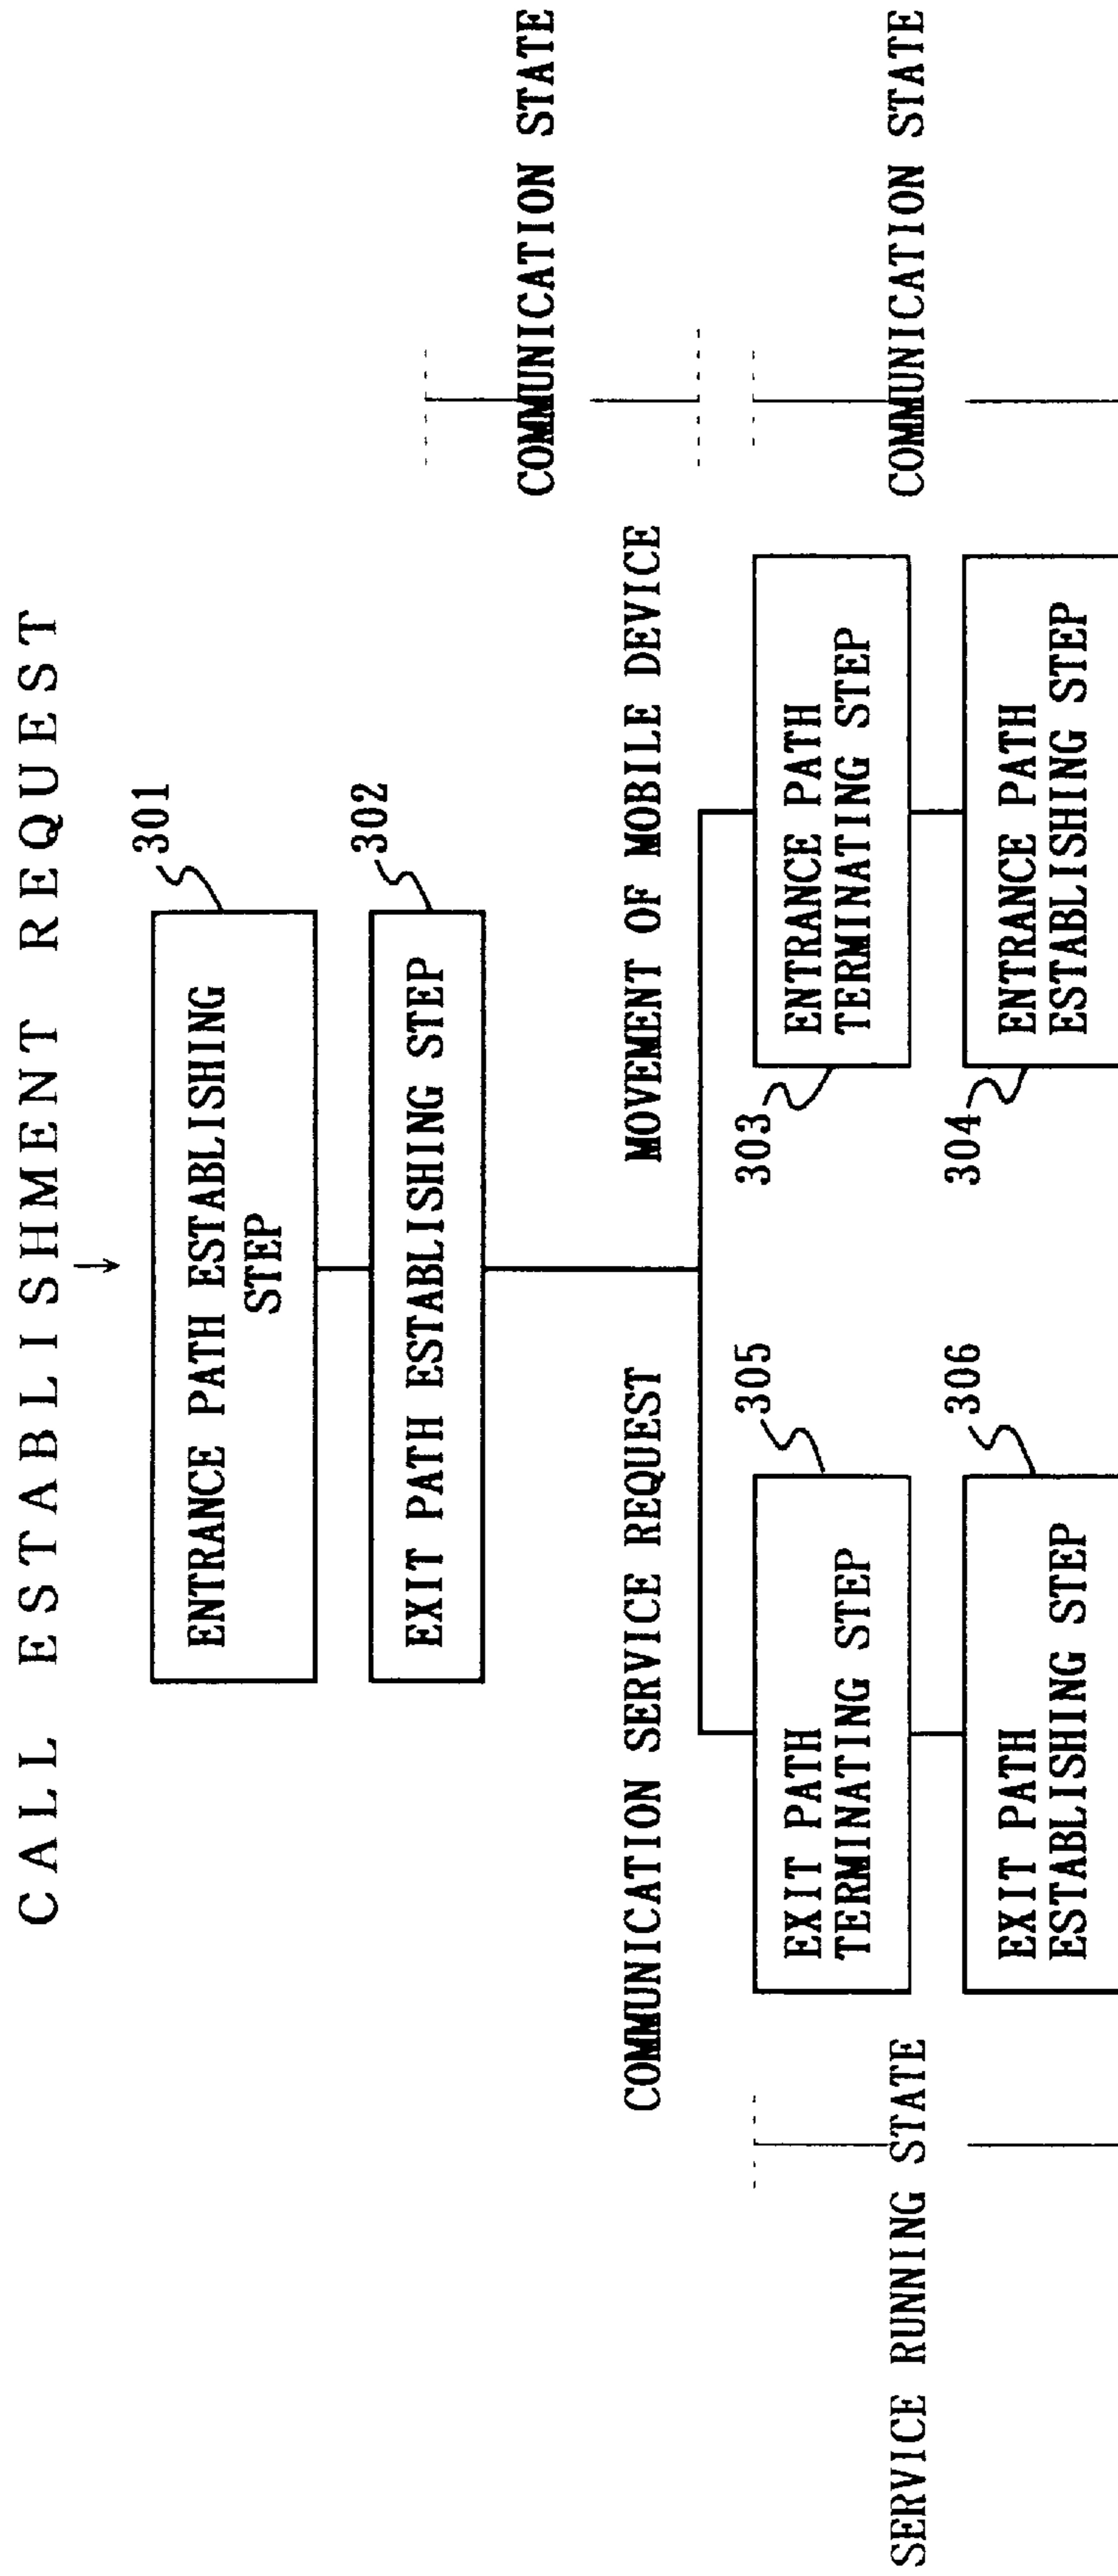 CALL ESTABLISHMENT REQUEST
301
ENTRANCE PATH ESTABLISHING
STEP
302
EXIT PATH ESTABLISHING STEP
COMMUNICATION STATE
COMMUNICATION SERVICE REQUEST
MOVEMENT OF MOBILE DEVICE
SERVICE RUNNING STATE
305
EXIT PATH
TERMINATING STEP
306
EXIT PATH
ESTABLISHING STEP
303
ENTRANCE PATH
TERMINATING STEP
304
ENTRANCE PATH
ESTABLISHING STEP
COMMUNICATION STATE